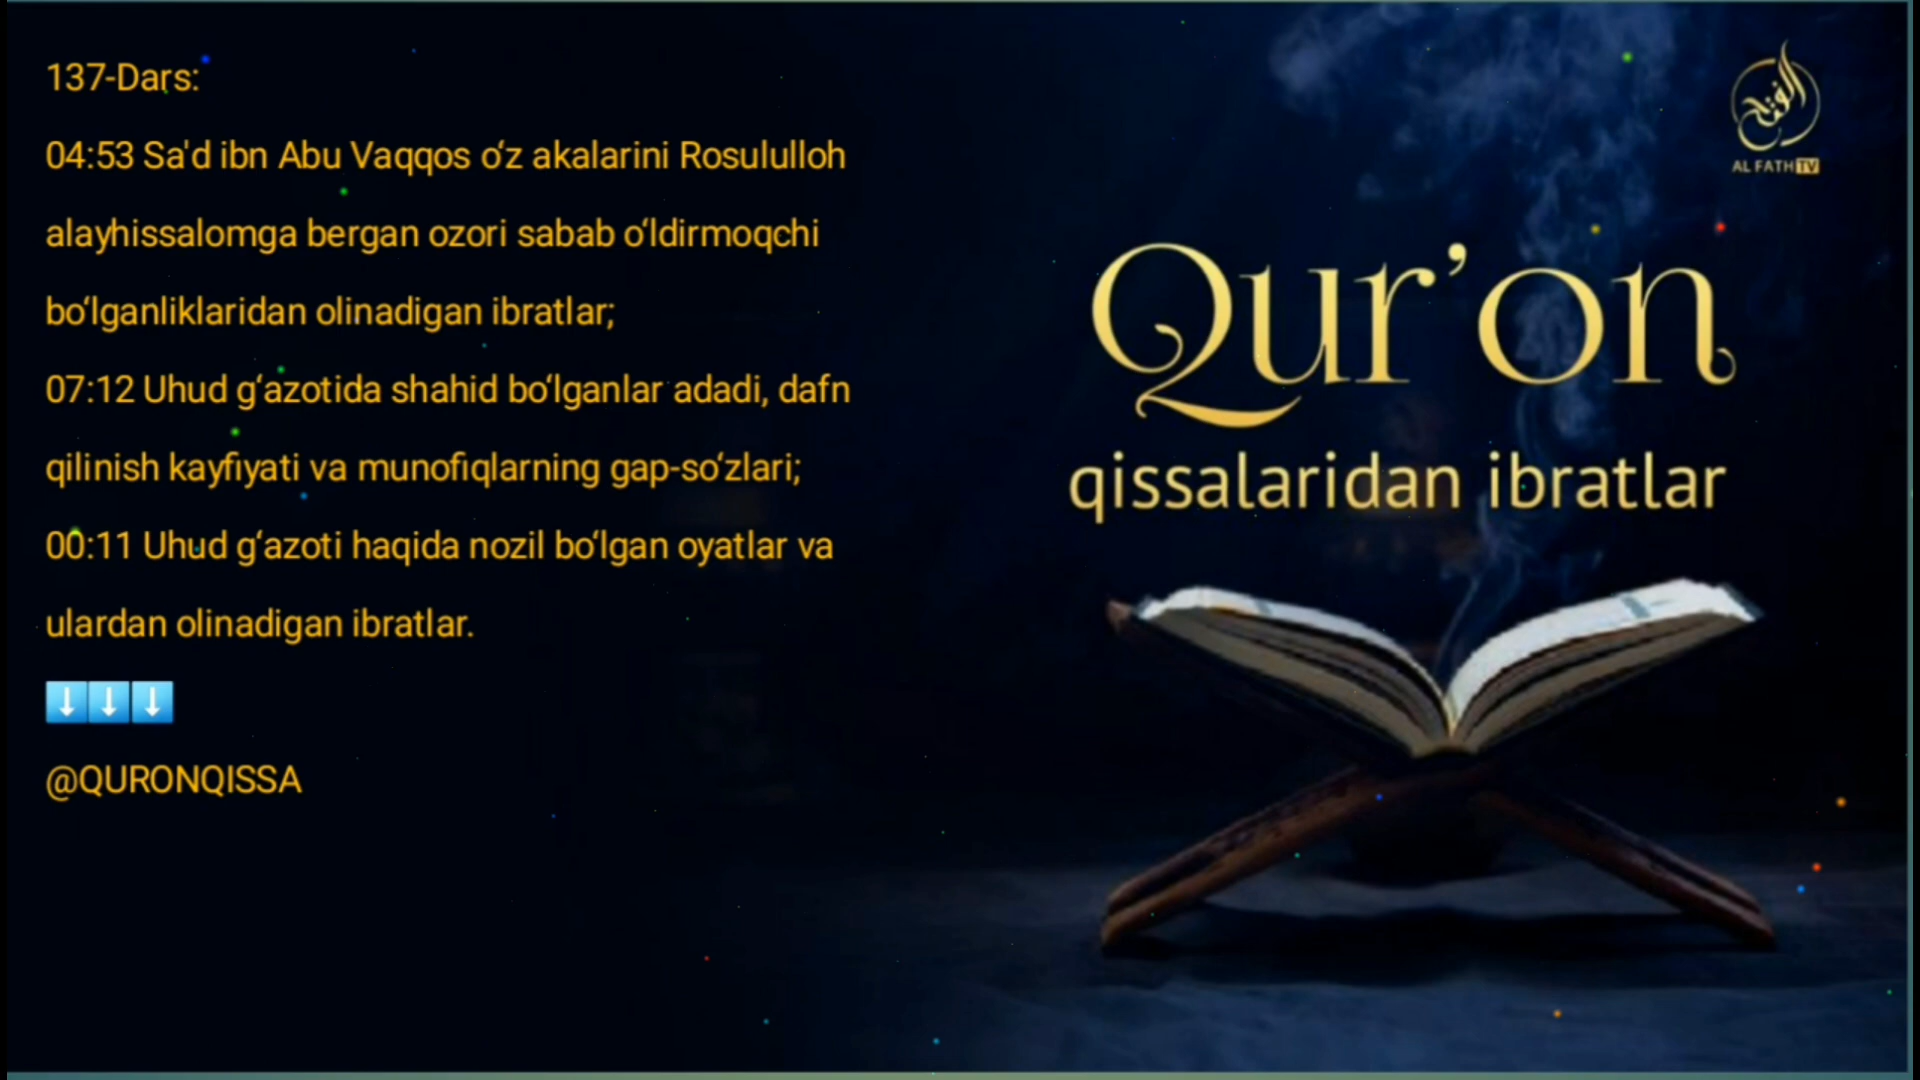 137-Dars:
04:53 Sa'd ibn Abu Vaqqos o‘z akalarini Rosululloh
alayhissalomga bergan ozori sabab o‘ldirmoqchi
bo‘lganliklaridan olinadigan ibratlar;
07:12 Uhud g‘azotida shahid bo‘lganlar adadi, dafn
qilinish kayfiyati va munofiqlarning gap-so‘zlari;
00:11 Uhud g‘azoti haqida nozil bo‘lgan oyatlar va
ulardan olinadigan ibratlar.
⬇️⬇️⬇️
@QURONQISSA
الفتح
AL FATH TV
Qur’on
qissalaridan ibratlar